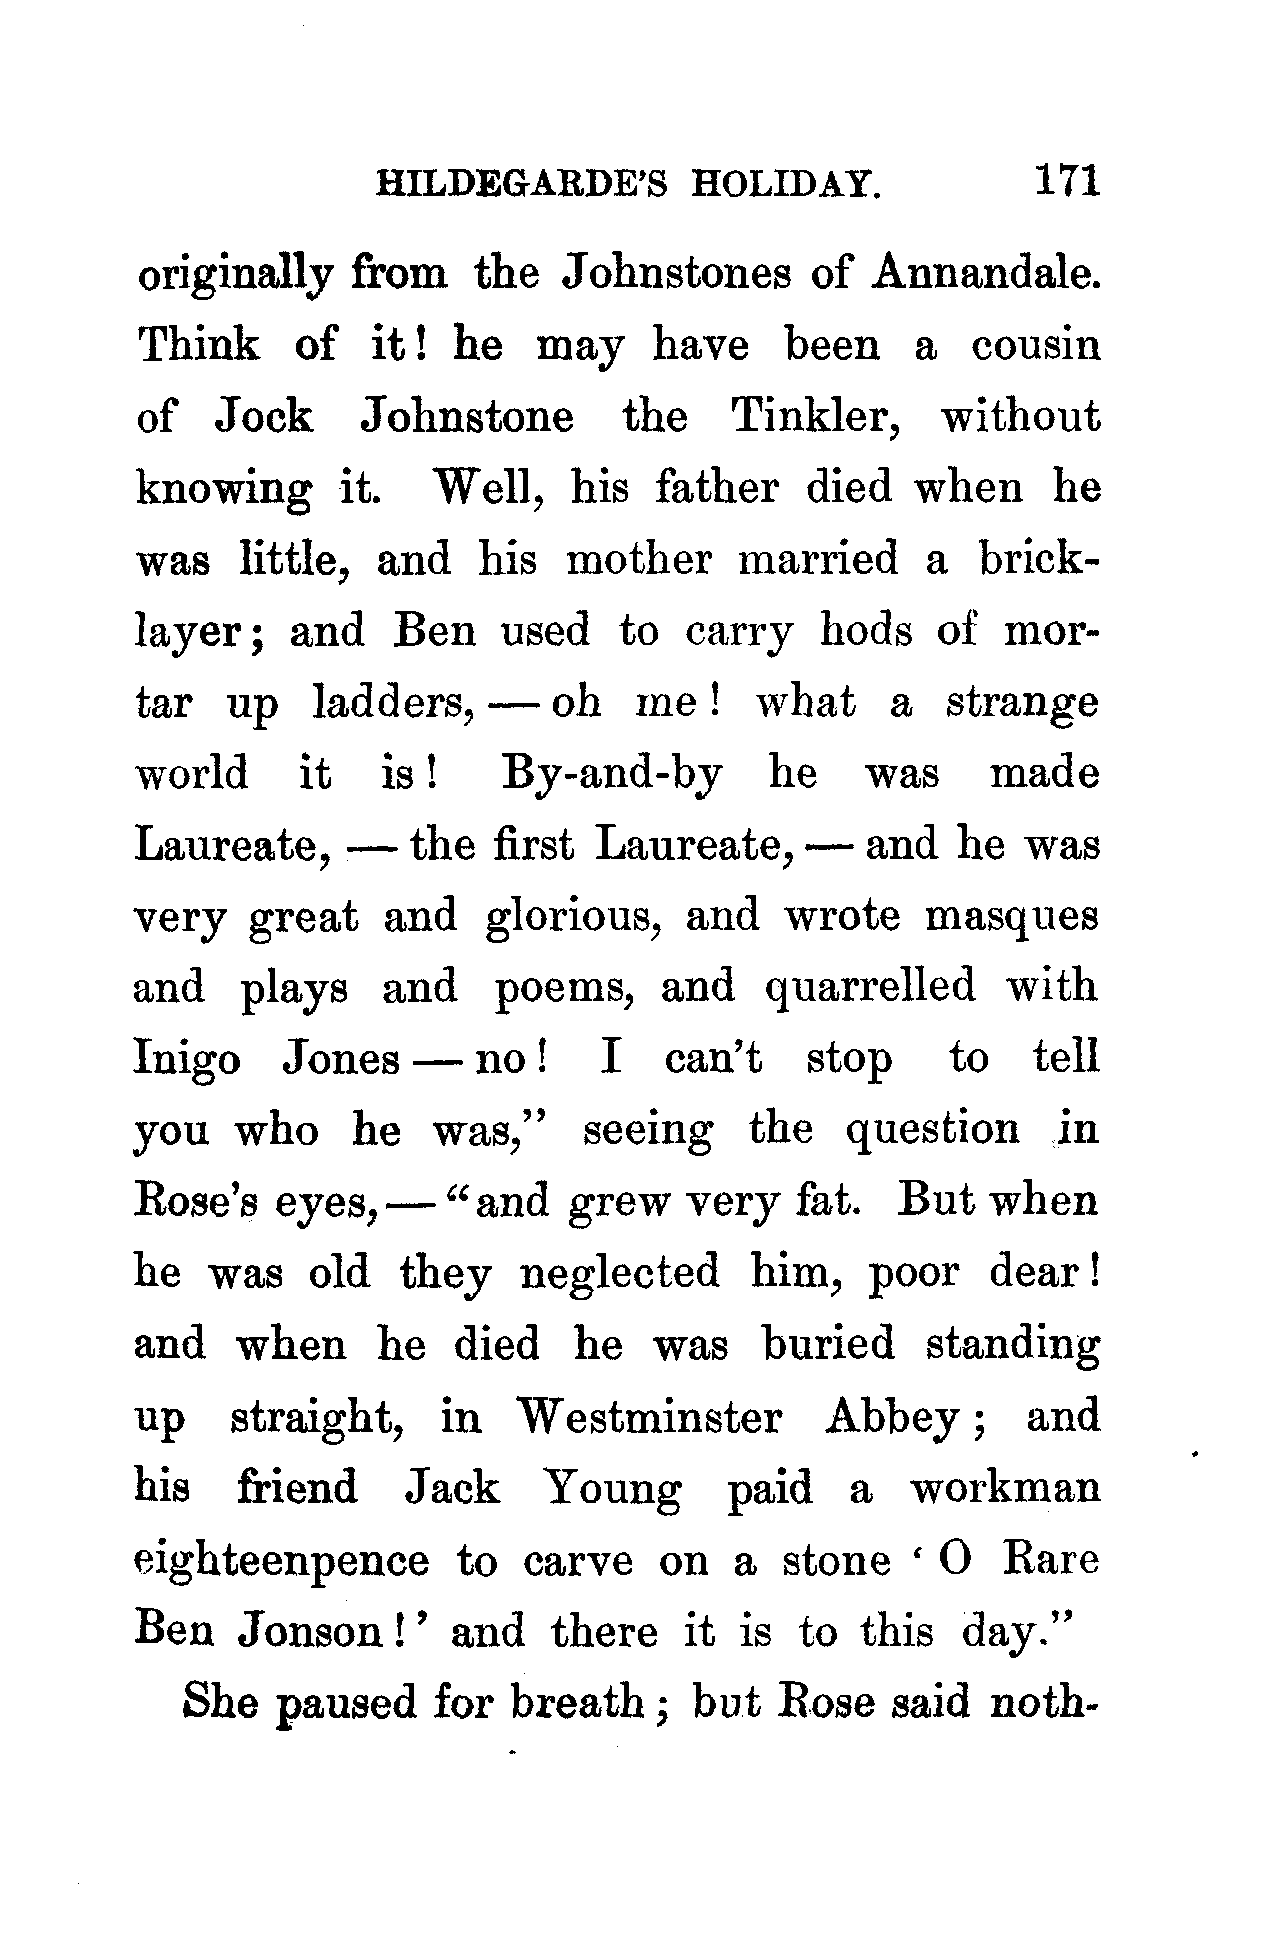 HILDEGARDE'S HOLIDAY. 171
originally from the Johnstones of Annandale.
Think of it! he may have been a cousin
of Jock Johnstone the Tinkler, without
knowing it. Well, his father died when he
was little, and his mother married a brick-
layer; and Ben used to carry hods of mor-
tar up ladders, — oh me! what a strange
world it is! By-and-by he was made
Laureate, — the first Laureate, — and he was
very great and glorious, and wrote masques
and plays and poems, and quarrelled with
Inigo Jones — no! I can't stop to tell
you who he was," seeing the question in
Rose's eyes, — "and grew very fat. But when
he was old they neglected him, poor dear!
and when he died he was buried standing
up straight, in Westminster Abbey; and
his friend Jack Young paid a workman
eighteenpence to carve on a stone ‘O Rare
Ben Jonson!’ and there it is to this day."
She paused for breath; but Rose said noth-